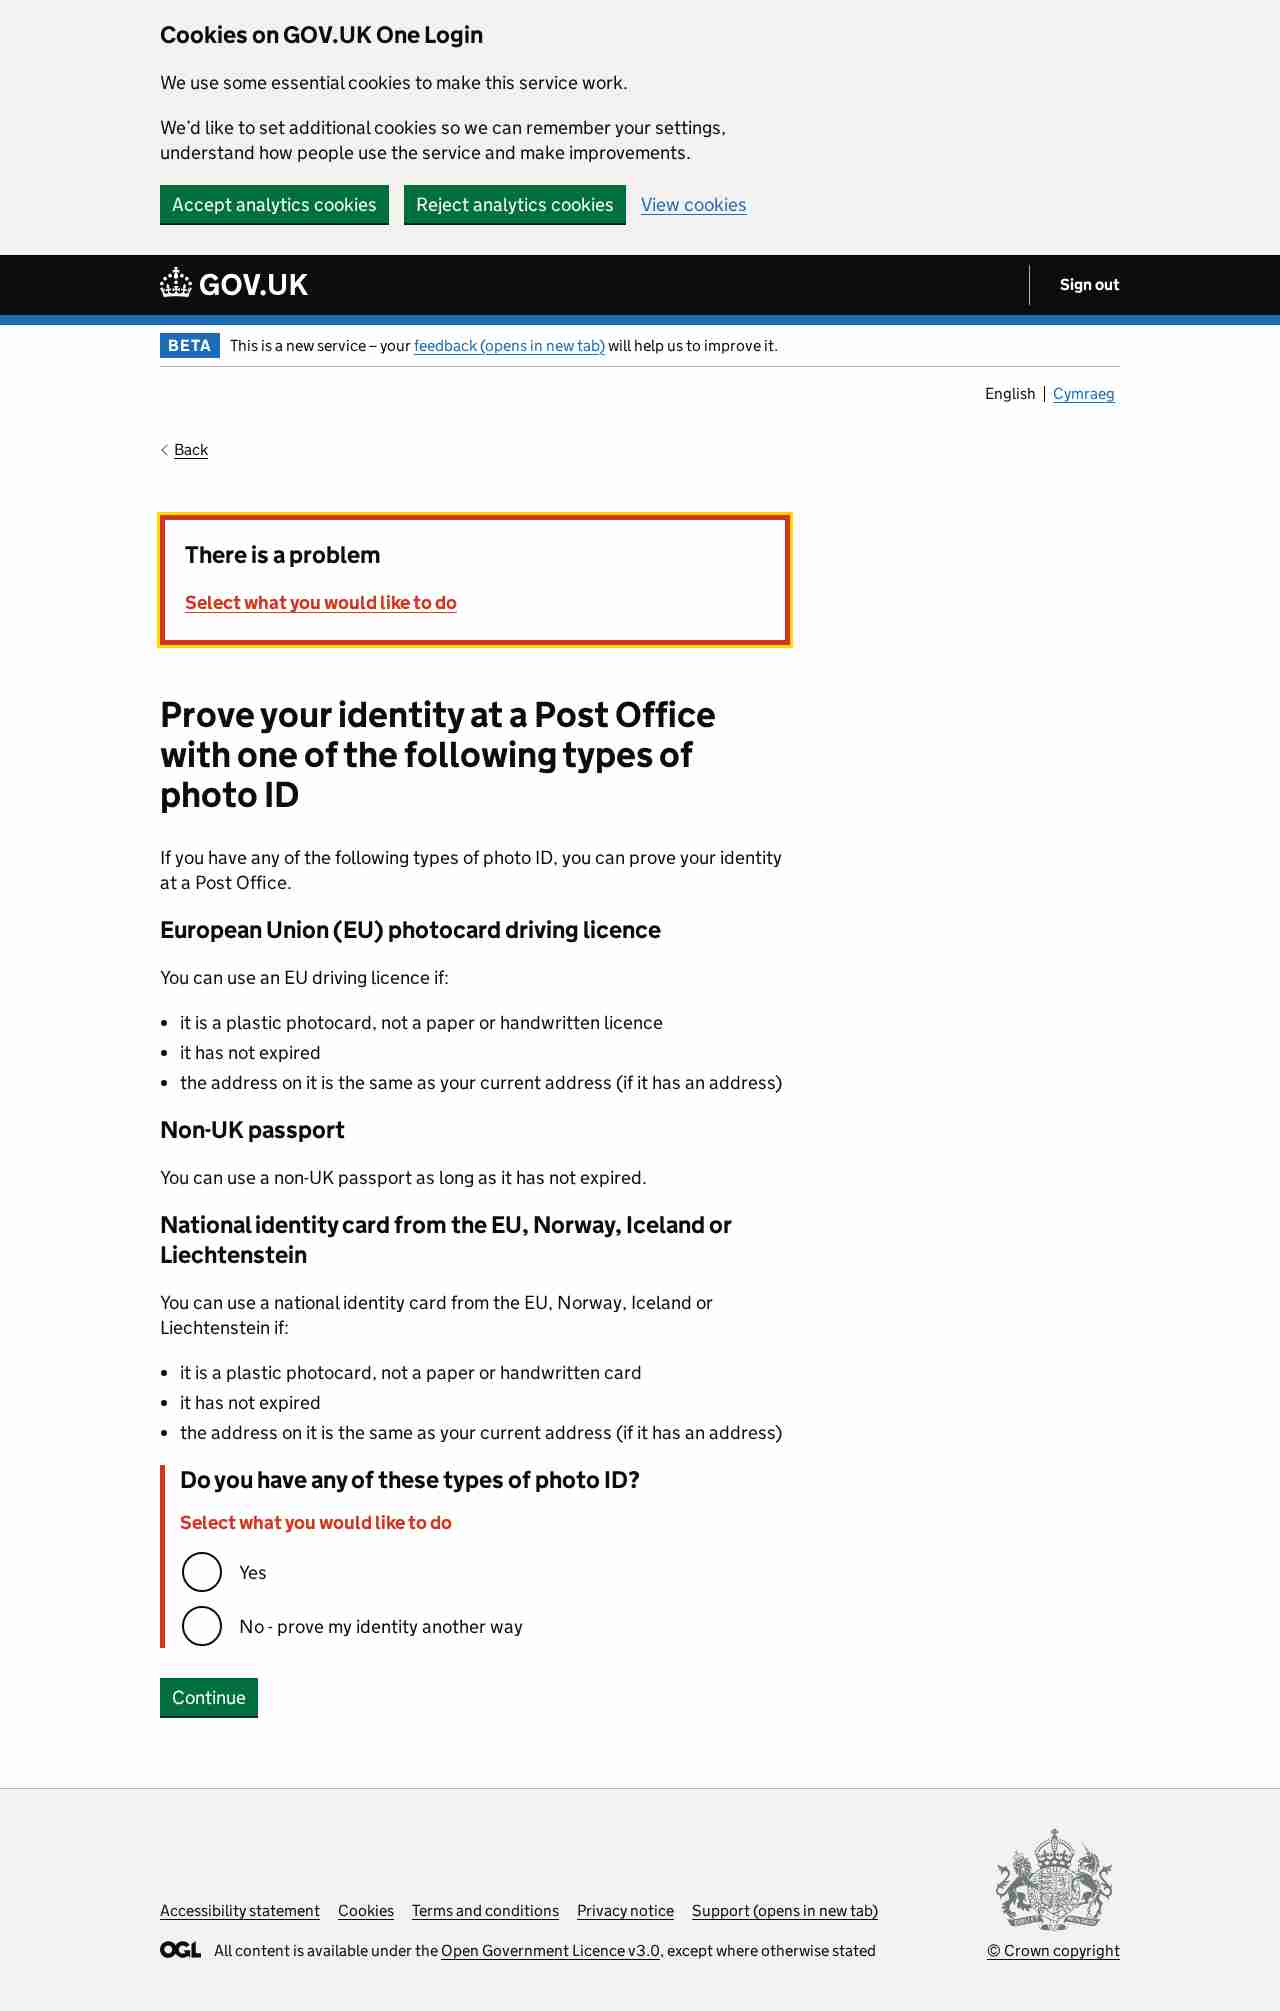 Cookies on GOV.UK One Login
We use some essential cookies to make this service work.
We'd like to set additional cookies so we can remember your settings,
understand how people use the service and make improvements.
Accept analytics cookies Reject analytics cookies View cookies
GOV.UK Sign out
BETA This is a new service – your feedback (opens in new tab) will help us to improve it.
English Cymraeg
Back
There is a problem
Select what you would like to do
Prove your identity at a Post Office
with one of the following types of
photo ID
If you have any of the following types of photo ID, you can prove your identity
at a Post Office.
European Union (EU) photocard driving licence
You can use an EU driving licence if:
• it is a plastic photocard, not a paper or handwritten licence
• it has not expired
• the address on it is the same as your current address (if it has an address)
Non-UK passport
You can use a non-UK passport as long as it has not expired.
National identity card from the EU, Norway, Iceland or
Liechtenstein
You can use a national identity card from the EU, Norway, Iceland or
Liechtenstein if:
• it is a plastic photocard, not a paper or handwritten card
• it has not expired
• the address on it is the same as your current address (if it has an address)
Do you have any of these types of photo ID?
Select what you would like to do
Yes
No - prove my identity another way
Continue
Accessibility statement Cookies Terms and conditions Privacy notice Support (opens in new tab)
OGL All content is available under the Open Government Licence v3.0, except where otherwise stated
© Crown copyright